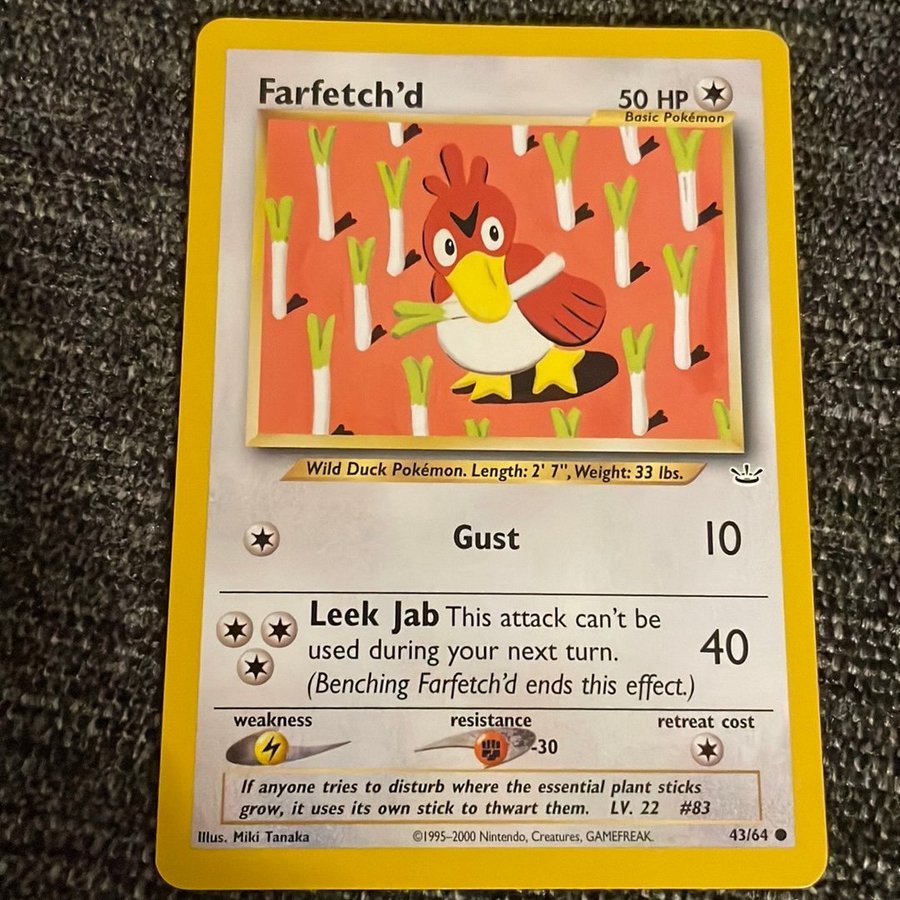 Farfetch'd
50 HP
Basic Pokémon
Wild Duck Pokémon. Length: 2' 7", Weight: 33 lbs.
Gust 10
Leek Jab This attack can't be
used during your next turn.
(Benching Farfetch'd ends this effect.)
40
weakness resistance retreat cost
-30
If anyone tries to disturb where the essential plant sticks
grow, it uses its own stick to thwart them. LV. 22 #83
Illus. Miki Tanaka ©1995–2000 Nintendo, Creatures, GAMEFREAK. 43/64